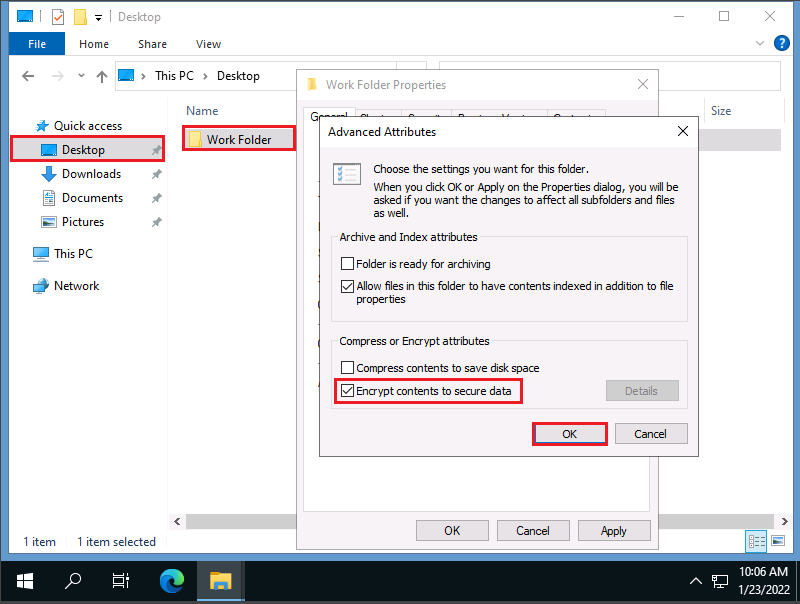 Desktop
File
Home
Share
View
This PC
Desktop
Work Folder Properties
Name
Size
Quick access
Desktop
Downloads
Documents
Pictures
This PC
Network
Work Folder
General
Advanced Attributes
Choose the settings you want for this folder.
When you click OK or Apply on the Properties dialog, you will be
asked if you want the changes to affect all subfolders and files
as well.
Archive and Index attributes
Folder is ready for archiving
Allow files in this folder to have contents indexed in addition to file
properties
Compress or Encrypt attributes
Compress contents to save disk space
Encrypt contents to secure data
Details
OK
Cancel
OK
Cancel
Apply
1 item
1 item selected
10:06 AM
1/23/2022